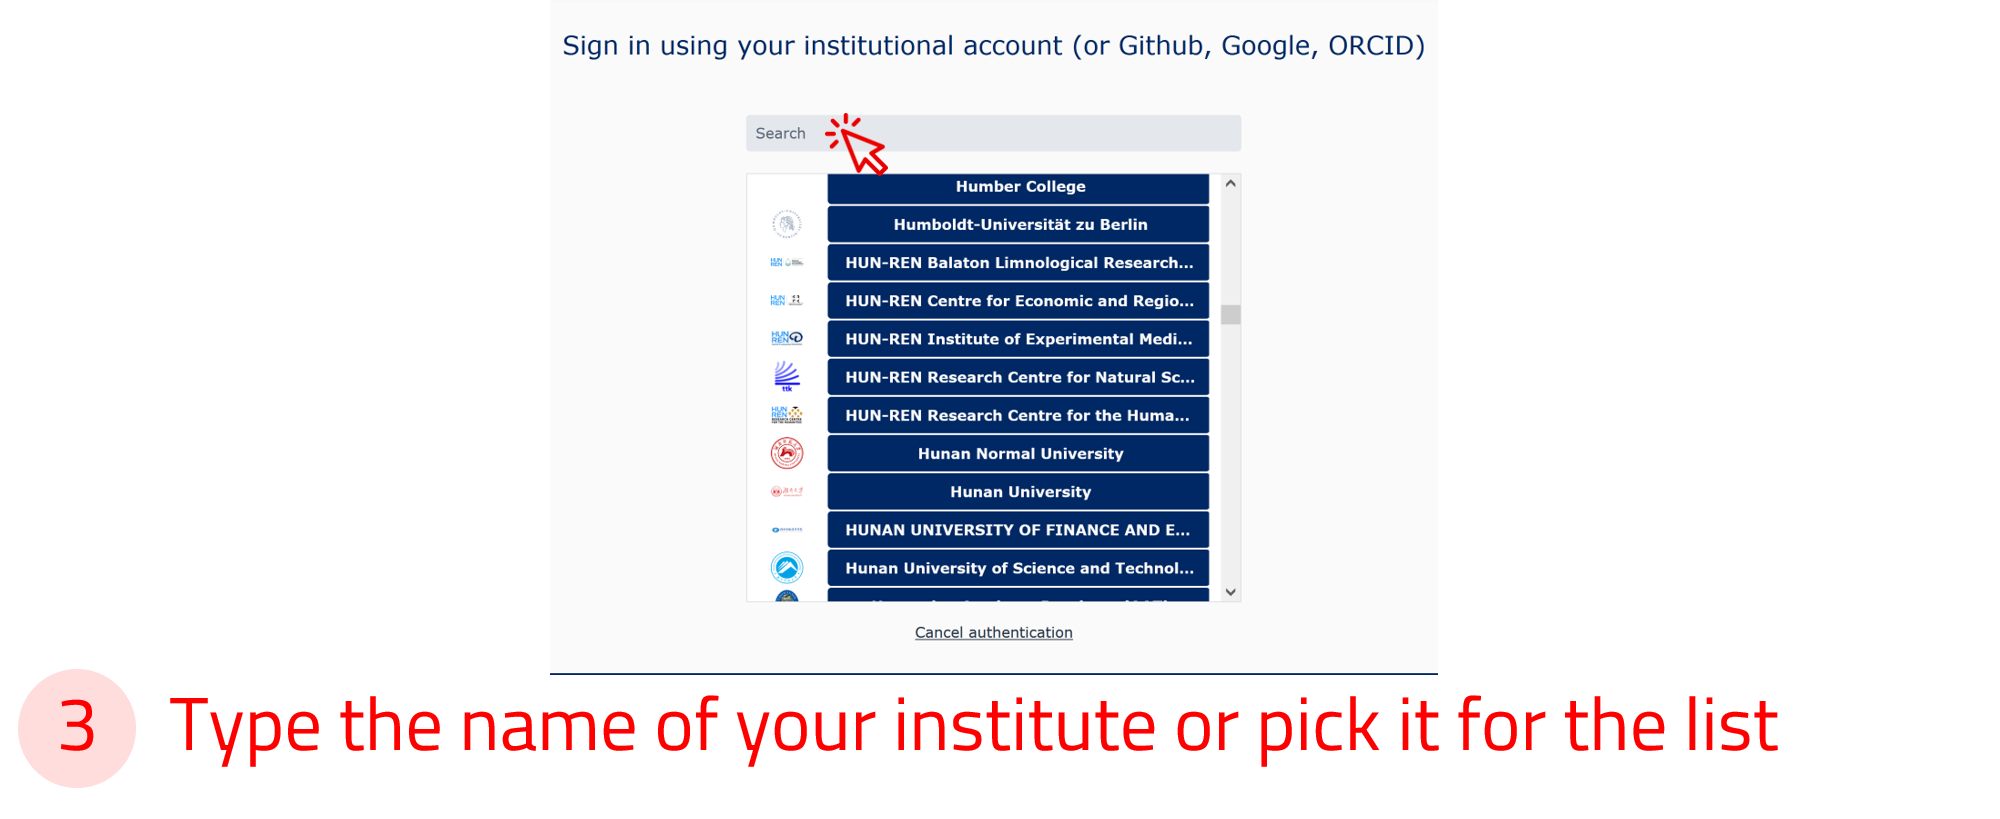 Sign in using your institutional account (or Github, Google, ORCID)
Search
Humber College
Humboldt-Universität zu Berlin
HUN-REN Balaton Limnological Research...
HUN-REN Centre for Economic and Regio...
HUN-REN Institute of Experimental Medi...
HUN-REN Research Centre for Natural Sc...
ttk
HUN-REN Research Centre for the Huma...
Hunan Normal University
Hunan University
HUNAN UNIVERSITY OF FINANCE AND E...
Hunan University of Science and Technol...
Cancel authentication
3 Type the name of your institute or pick it for the list